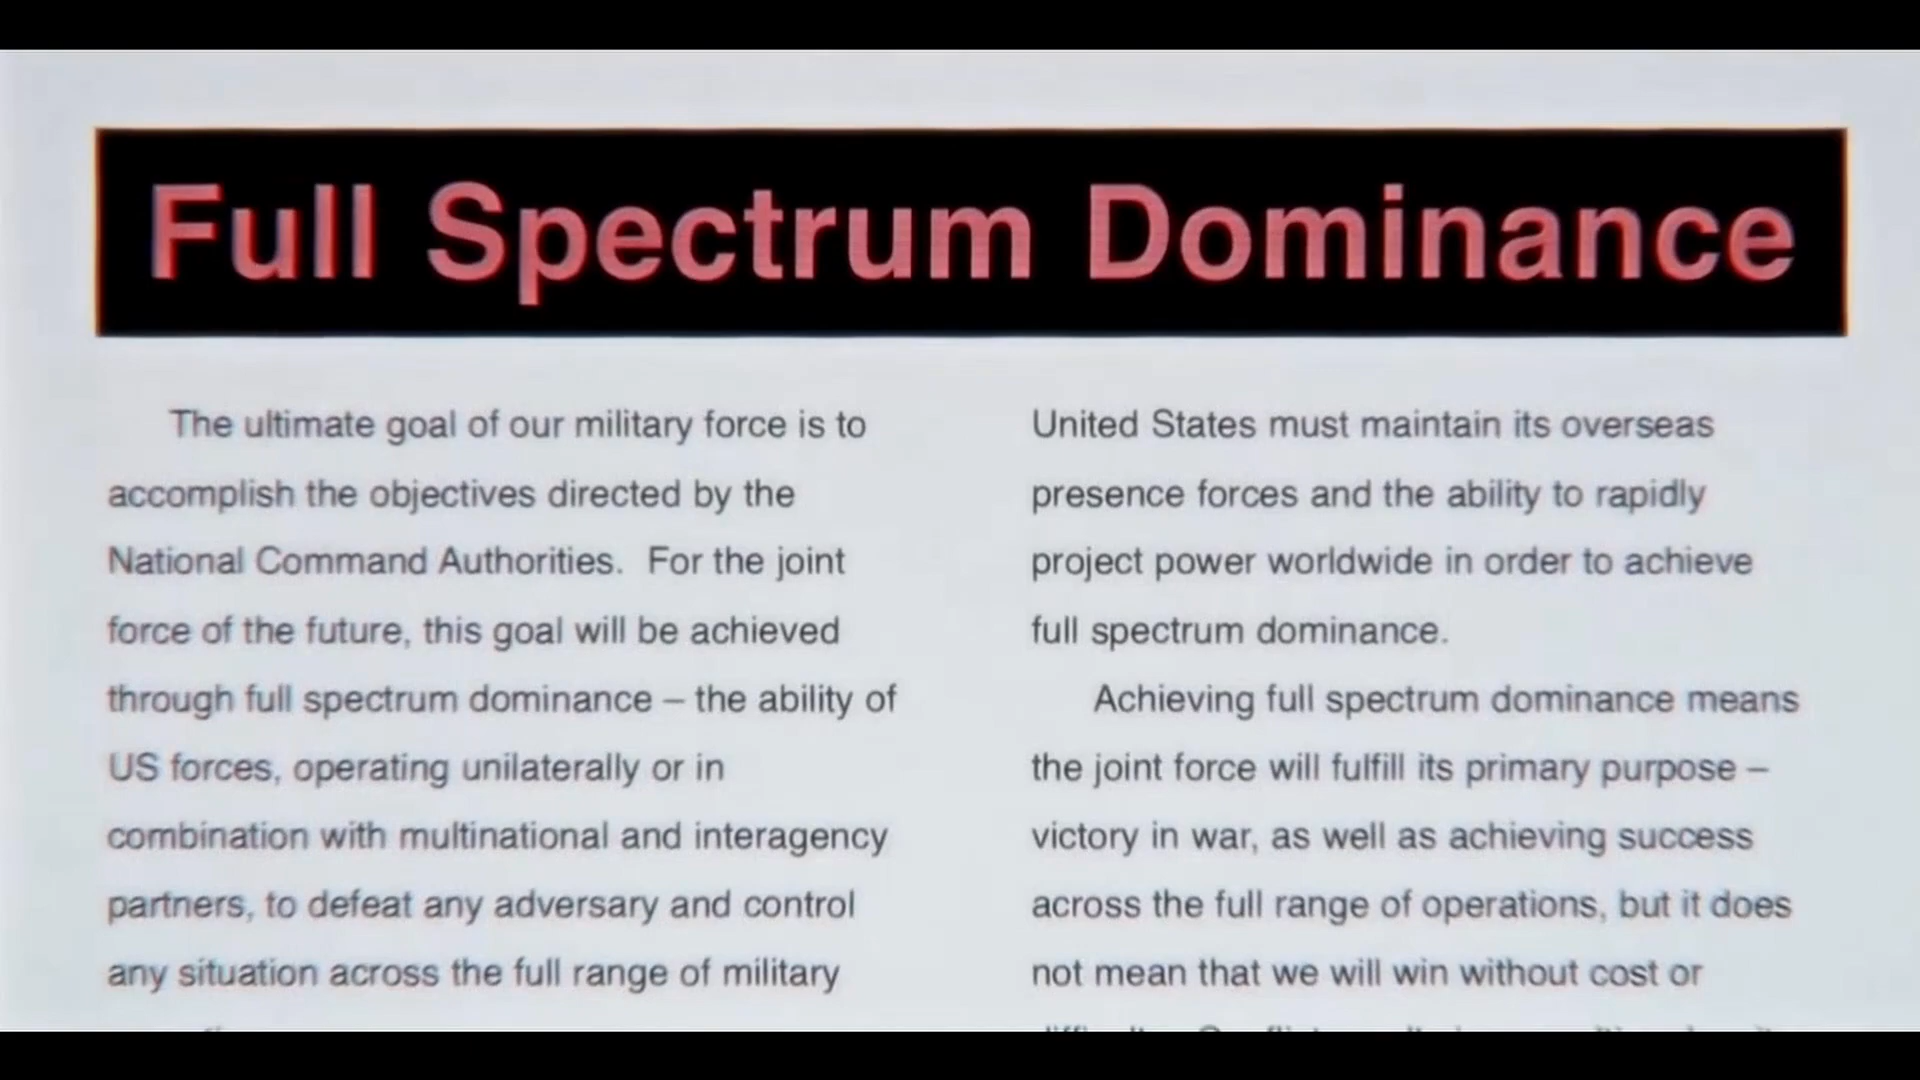 Full Spectrum Dominance
The ultimate goal of our military force is to
accomplish the objectives directed by the
National Command Authorities. For the joint
force of the future, this goal will be achieved
through full spectrum dominance – the ability of
US forces, operating unilaterally or in
combination with multinational and interagency
partners, to defeat any adversary and control
any situation across the full range of military
United States must maintain its overseas
presence forces and the ability to rapidly
project power worldwide in order to achieve
full spectrum dominance.
Achieving full spectrum dominance means
the joint force will fulfill its primary purpose –
victory in war, as well as achieving success
across the full range of operations, but it does
not mean that we will win without cost or